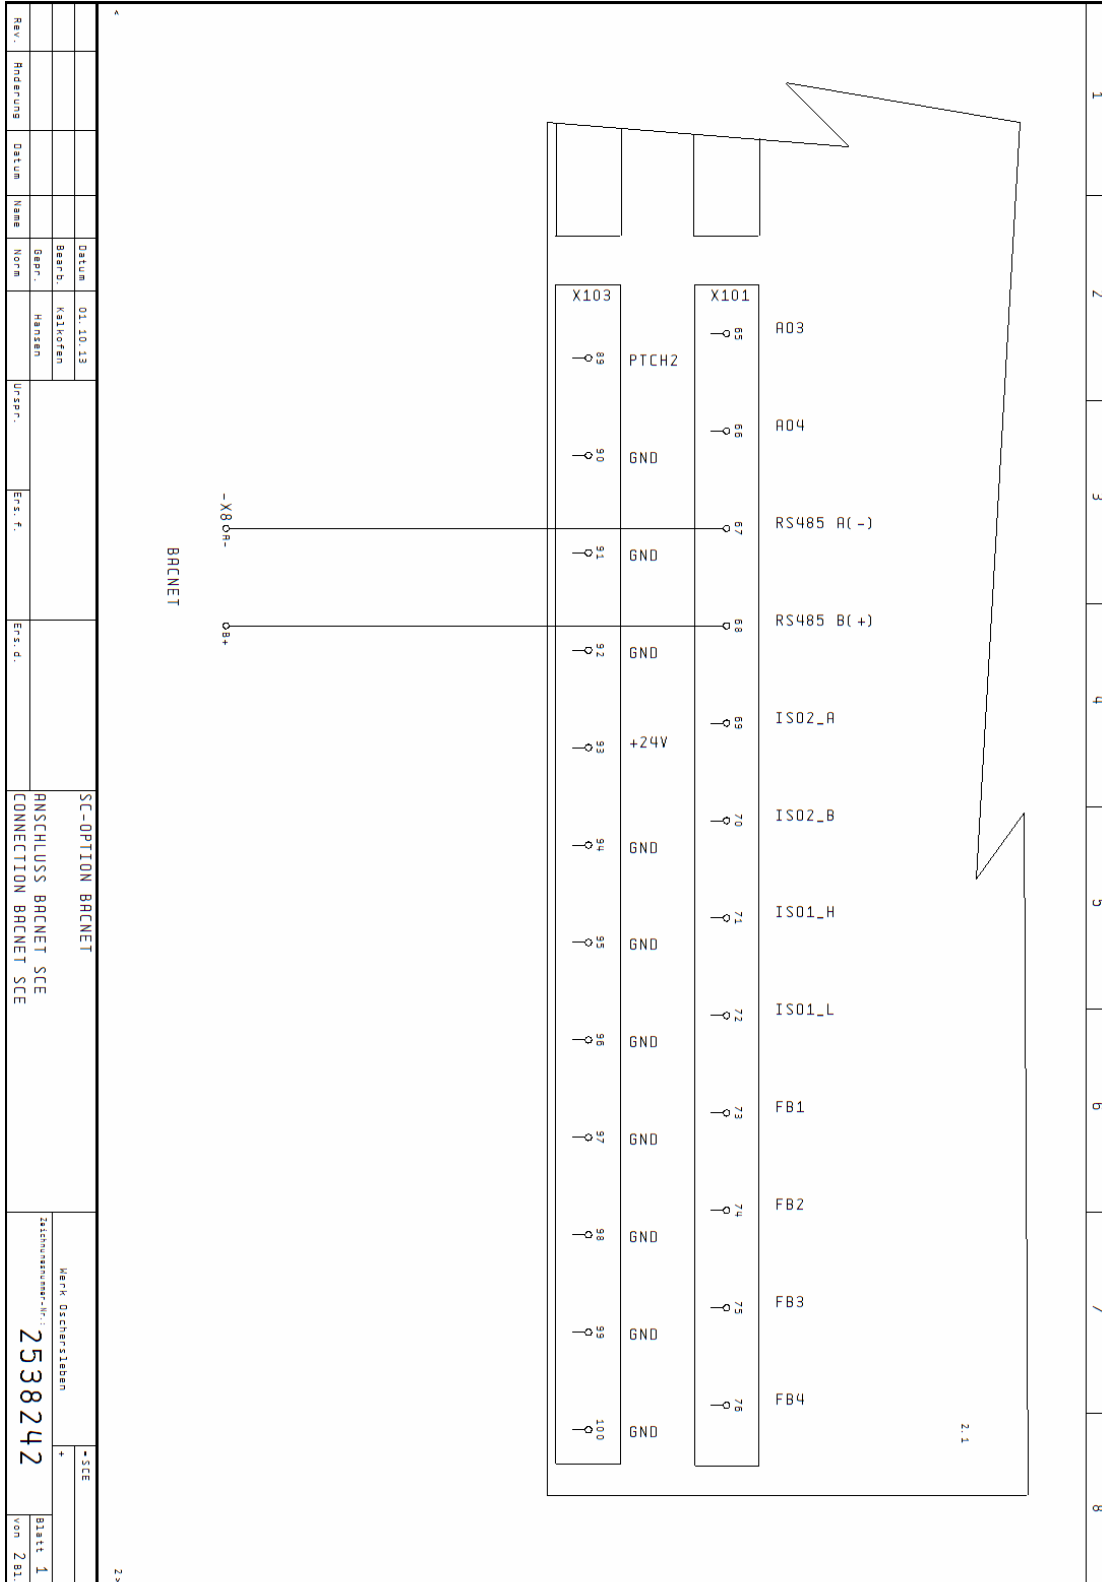 1
2
3
4
5
6
7
8
X103
89 PTCH2
90 GND
91 GND
92 GND
93 +24V
94 GND
95 GND
96 GND
97 GND
98 GND
99 GND
100 GND
X101
65 AO3
66 AO4
67 RS485 A(-)
68 RS485 B(+)
69 ISO2_A
70 ISO2_B
71 ISO1_H
72 ISO1_L
73 FB1
74 FB2
75 FB3
76 FB4
2.1
-X8
A-
B+
BACNET
<
2>
Datum 01.10.13
Bearb. Kalkofen
Gepr. Hansen
Rev. Änderung Datum Name Norm
Urspr.
Ers. f.
Ers. d.
SC-OPTION BACNET
ANSCHLUSS BACNET SCE
CONNECTION BACNET SCE
Werk Oschersleben
Zeichnungsnummer-Nr.:
2538242
=SCE
+
Blatt 1
von 2 Bl.